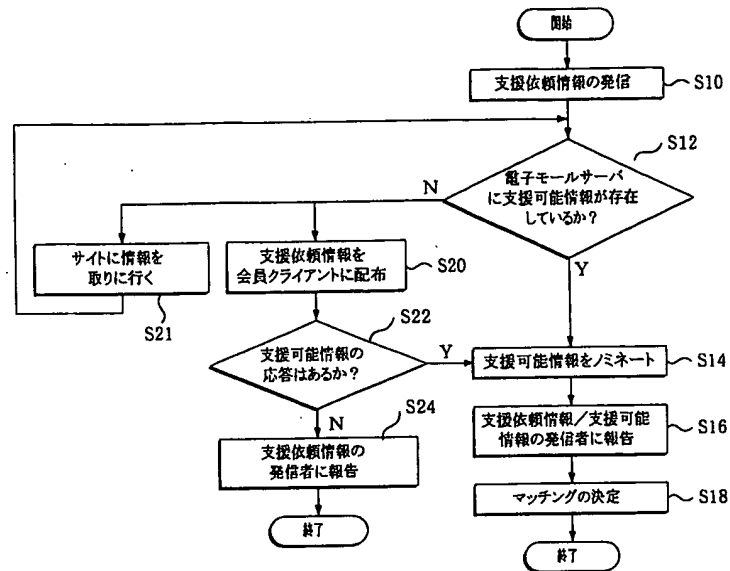 開始
支援依頼情報の発信
S10
電子モールサーバ
に支援可能情報が存在
しているか?
S12
N
Y
サイトに情報を
取りに行く
S21
支援依頼情報を
会員クライアントに配布
S20
支援可能情報の
応答はあるか?
S22
Y
N
支援可能情報をノミネート
S14
支援依頼情報の
発信者に報告
S24
支援依頼情報/支援可能
情報の発信者に報告
S16
マッチングの決定
S18
終了
終了